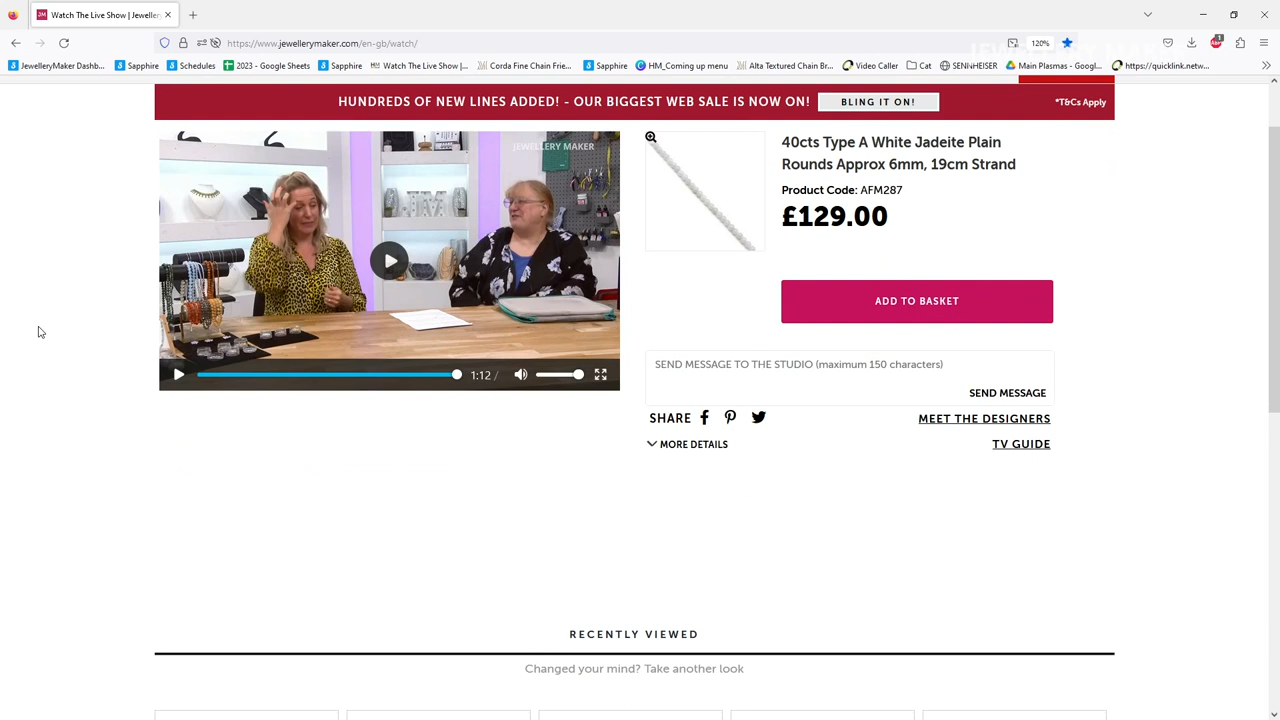 Watch The Live Show | Jeweller
https://www.jewellerymaker.com/en-gb/watch/
120%
1
JewelleryMaker Dashb...
Sapphire
Schedules
2023 - Google Sheets
Sapphire
Watch The Live Show |...
Corda Fine Chain Frie...
Sapphire
HM_Coming up menu
Alta Textured Chain Br...
Video Caller
Cat
SENNHEISER
Main Plasmas - Googl...
https://quicklink.netw...
HUNDREDS OF NEW LINES ADDED! - OUR BIGGEST WEB SALE IS NOW ON!
BLING IT ON!
*T&Cs Apply
JEWELLERY MAKER
40cts Type A White Jadeite Plain
Rounds Approx 6mm, 19cm Strand
Product Code: AFM287
£129.00
ADD TO BASKET
SEND MESSAGE TO THE STUDIO (maximum 150 characters)
1:12 /
SEND MESSAGE
SHARE
MEET THE DESIGNERS
MORE DETAILS
TV GUIDE
RECENTLY VIEWED
Changed your mind? Take another look